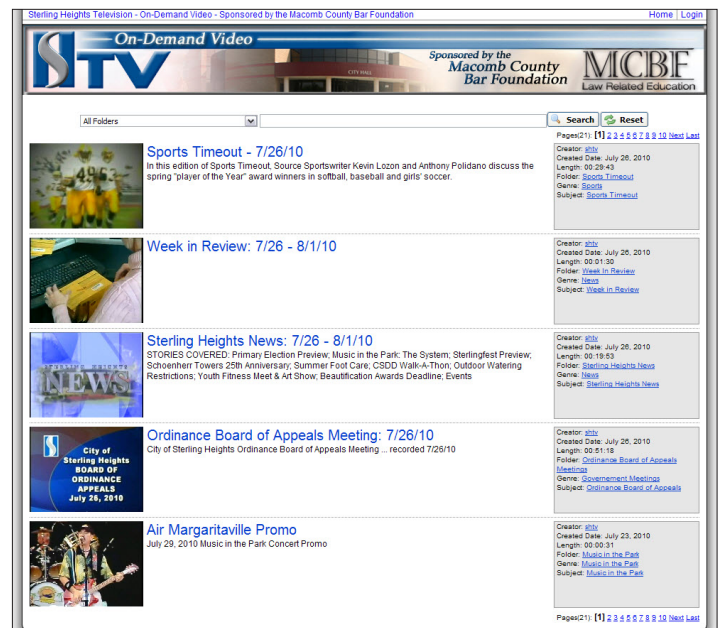 Sterling Heights Television - On-Demand Video - Sponsored by the Macomb County Bar Foundation
Home | Login
On-Demand Video
STV
CITY HALL
Sponsored by the
Macomb County
Bar Foundation
MCBF
Law Related Education
All Folders
Search
Reset
Pages(21): [1] 2 3 4 5 6 7 8 9 10 Next Last
Sports Timeout - 7/26/10
In this edition of Sports Timeout, Source Sportswriter Kevin Lozon and Anthony Polidano discuss the
spring "player of the Year" award winners in softball, baseball and girls' soccer.
Creator: shtv
Created Date: July 26, 2010
Length: 00:29:43
Folder: Sports Timeout
Genre: Sports
Subject: Sports Timeout
Week in Review: 7/26 - 8/1/10
Creator: shtv
Created Date: July 26, 2010
Length: 00:01:30
Folder: Week In Review
Genre: News
Subject: Week in Review
STERLING HEIGHTS
NEWS
Sterling Heights News: 7/26 - 8/1/10
STORIES COVERED: Primary Election Preview; Music in the Park: The System; Sterlingfest Preview;
Schoenherr Towers 25th Anniversary; Summer Foot Care; CSDD Walk-A-Thon; Outdoor Watering
Restrictions; Youth Fitness Meet & Art Show; Beautification Awards Deadline; Events
Creator: shtv
Created Date: July 26, 2010
Length: 00:19:53
Folder: Sterling Heights News
Genre: News
Subject: Sterling Heights News
City of
Sterling Heights
BOARD OF
ORDINANCE
APPEALS
July 26, 2010
Ordinance Board of Appeals Meeting: 7/26/10
City of Sterling Heights Ordinance Board of Appeals Meeting ... recorded 7/26/10
Creator: shtv
Created Date: July 26, 2010
Length: 00:51:18
Folder: Ordinance Board of Appeals
Meetings
Genre: Governement Meetings
Subject: Ordinance Board of Appeals
Air Margaritaville Promo
July 29, 2010 Music in the Park Concert Promo
Creator: shtv
Created Date: July 23, 2010
Length: 00:00:31
Folder: Music in the Park
Genre: Music in the Park
Subject: Music in the Park
Pages(21): [1] 2 3 4 5 6 7 8 9 10 Next Last